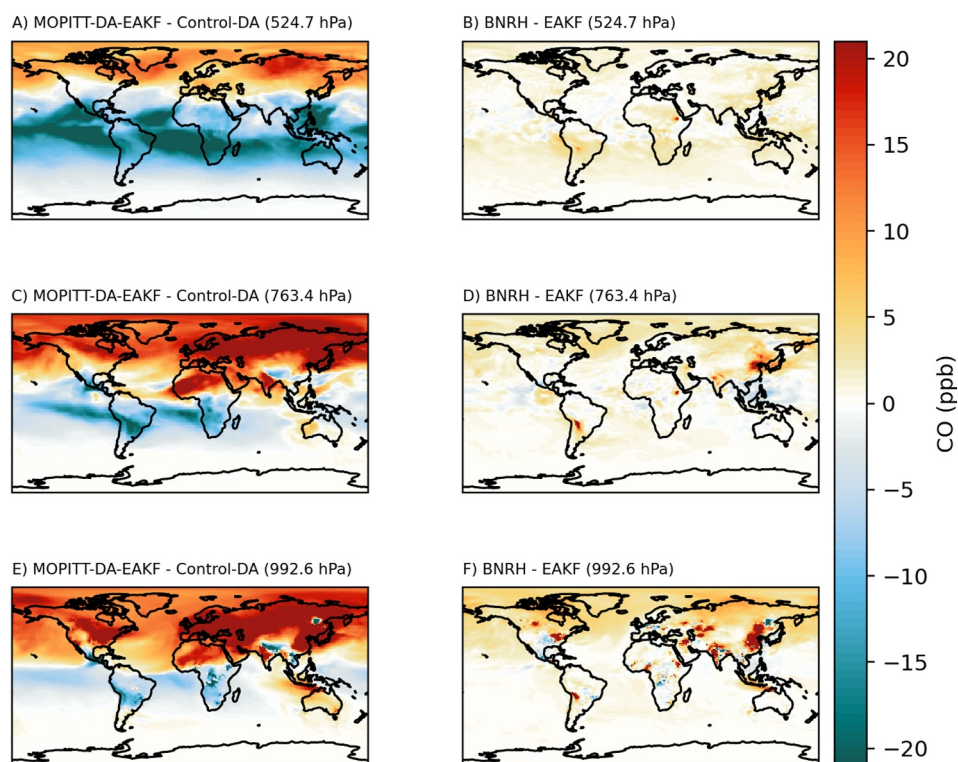 A) MOPITT-DA-EAKF - Control-DA (524.7 hPa)
B) BNRH - EAKF (524.7 hPa)
C) MOPITT-DA-EAKF - Control-DA (763.4 hPa)
D) BNRH - EAKF (763.4 hPa)
E) MOPITT-DA-EAKF - Control-DA (992.6 hPa)
F) BNRH - EAKF (992.6 hPa)
20
15
10
5
0
−5
−10
−15
−20
CO (ppb)